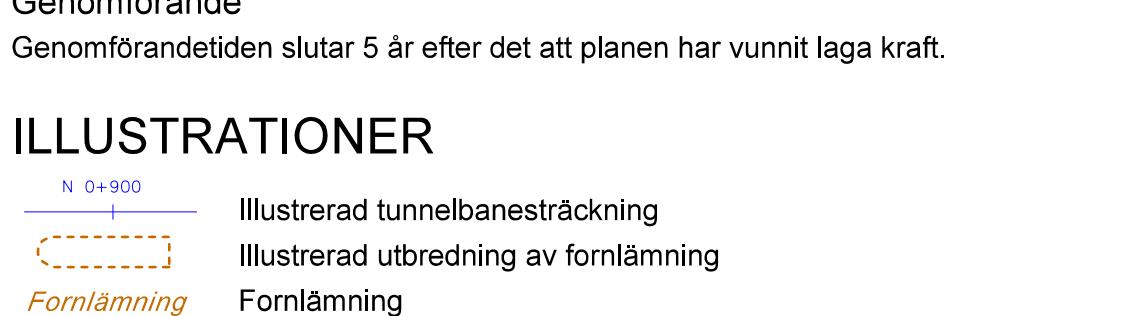 Genomförande
Genomförandetiden slutar 5 år efter det att planen har vunnit laga kraft.
ILLUSTRATIONER
N 0+900
Illustrerad tunnelbanesträckning
Illustrerad utbredning av fornlämning
Fornlämning Fornlämning